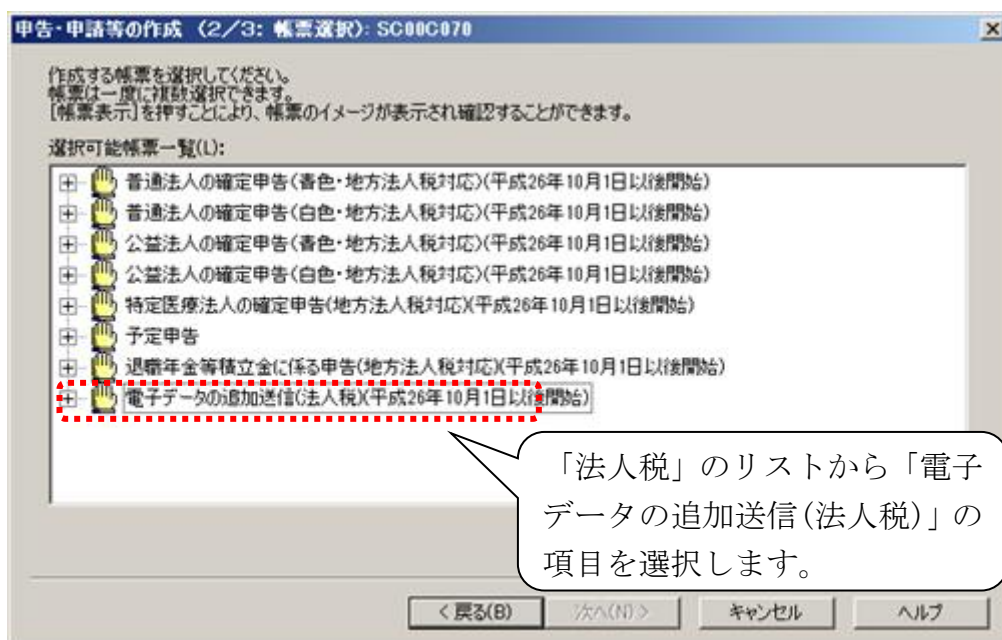 申告・申請等の作成 (2/3: 帳票選択): SC00C070
作成する帳票を選択してください。
帳票は一度に複数選択できます。
[帳票表示]を押すことにより、帳票のイメージが表示され確認することができます。
選択可能帳票一覧(L):
普通法人の確定申告(青色・地方法人税対応)(平成26年10月1日以後開始)
普通法人の確定申告(白色・地方法人税対応)(平成26年10月1日以後開始)
公益法人の確定申告(青色・地方法人税対応)(平成26年10月1日以後開始)
公益法人の確定申告(白色・地方法人税対応)(平成26年10月1日以後開始)
特定医療法人の確定申告(地方法人税対応)(平成26年10月1日以後開始)
予定申告
退職年金等積立金に係る申告(地方法人税対応)(平成26年10月1日以後開始)
電子データの追加送信(法人税)(平成26年10月1日以後開始)
「法人税」のリストから「電子
データの追加送信(法人税)」の
項目を選択します。
< 戻る(B)
次へ(N) >
キャンセル
ヘルプ